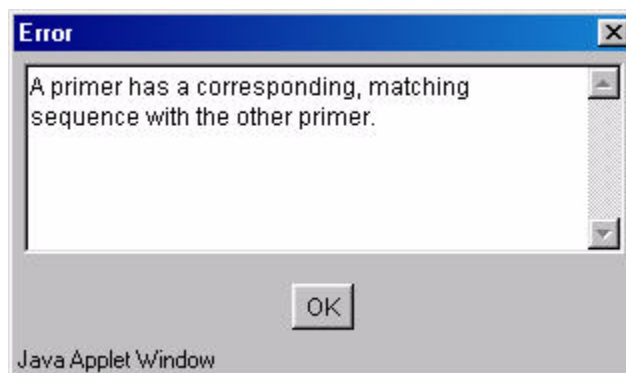 Error
A primer has a corresponding, matching
sequence with the other primer.
OK
Java Applet Window